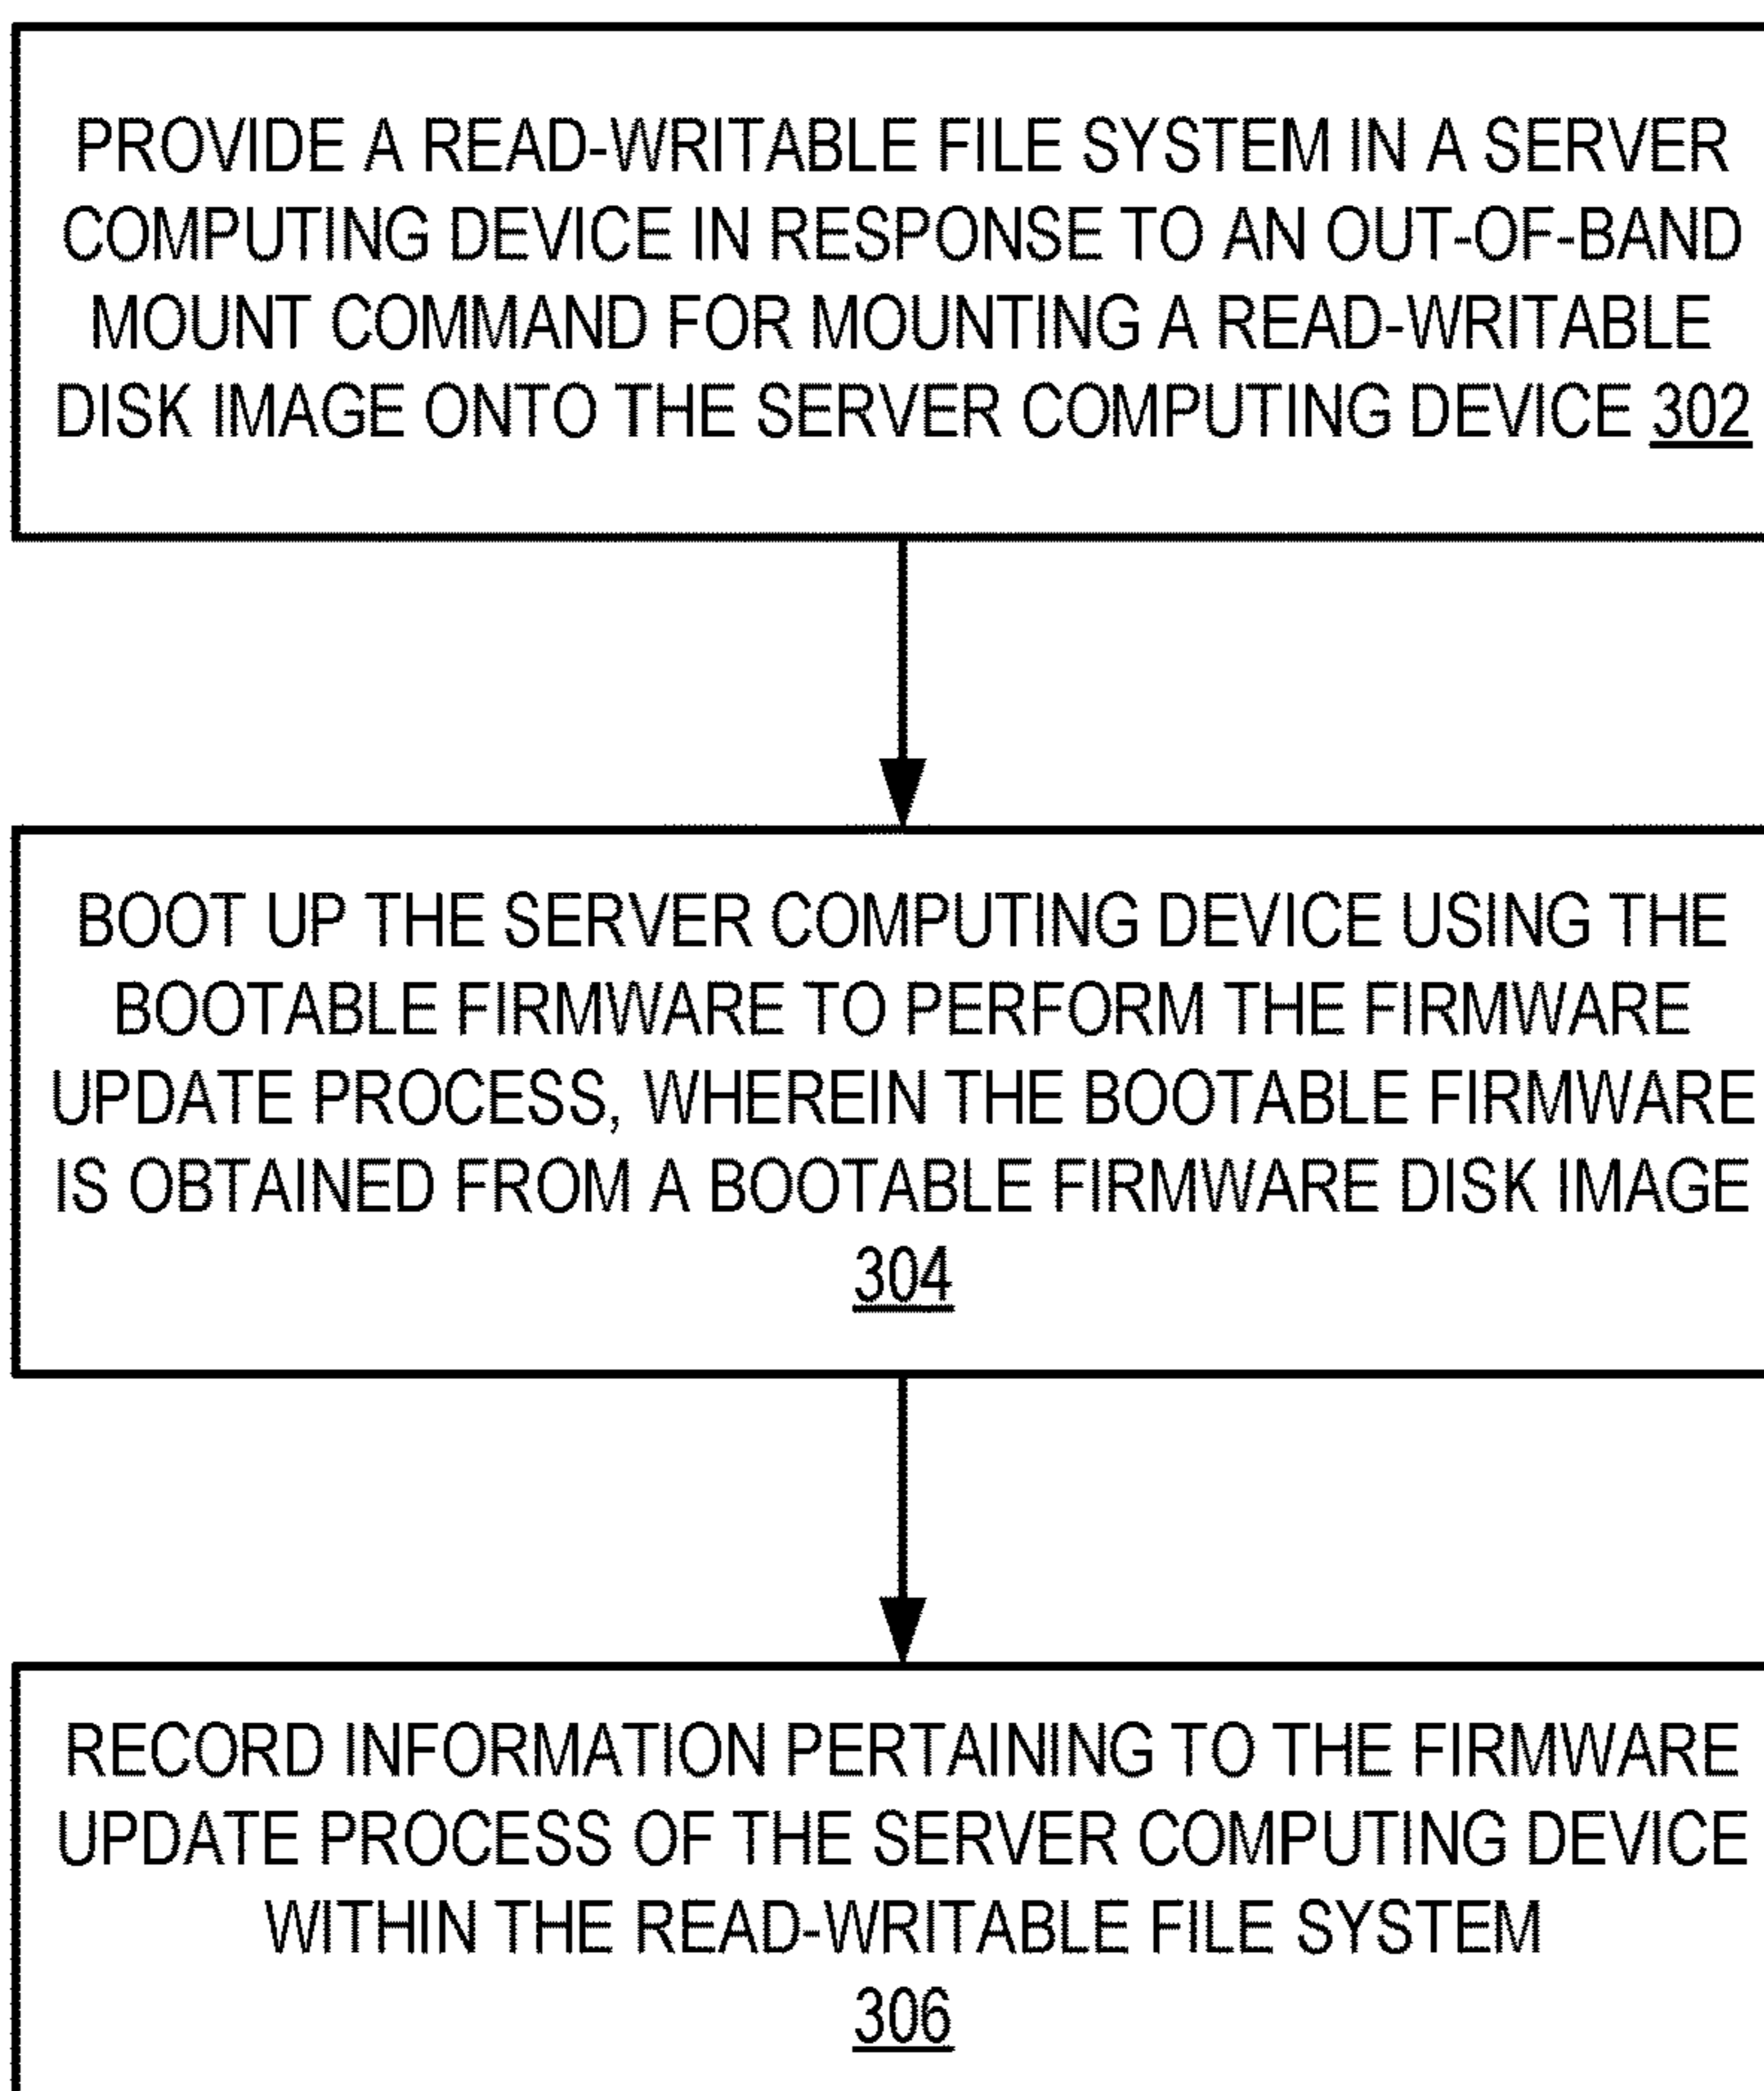 PROVIDE A READ-WRITABLE FILE SYSTEM IN A SERVER
COMPUTING DEVICE IN RESPONSE TO AN OUT-OF-BAND
MOUNT COMMAND FOR MOUNTING A READ-WRITABLE
DISK IMAGE ONTO THE SERVER COMPUTING DEVICE 302
BOOT UP THE SERVER COMPUTING DEVICE USING THE
BOOTABLE FIRMWARE TO PERFORM THE FIRMWARE
UPDATE PROCESS, WHEREIN THE BOOTABLE FIRMWARE
IS OBTAINED FROM A BOOTABLE FIRMWARE DISK IMAGE
304
RECORD INFORMATION PERTAINING TO THE FIRMWARE
UPDATE PROCESS OF THE SERVER COMPUTING DEVICE
WITHIN THE READ-WRITABLE FILE SYSTEM
306